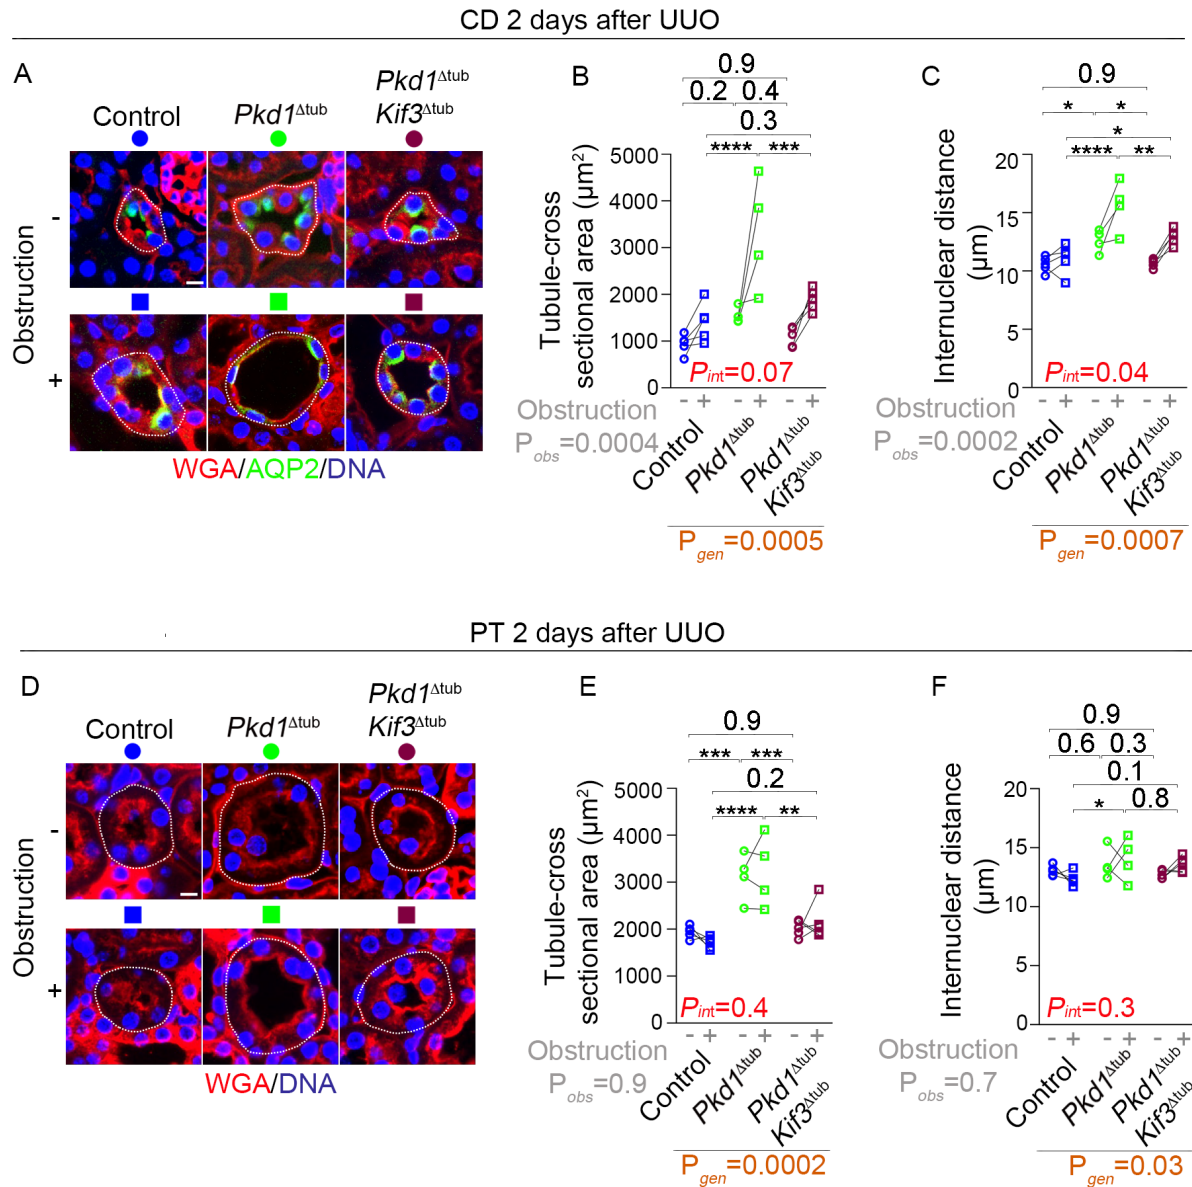 CD 2 days after UUO
A
Control
Pkd1Δtub
Pkd1Δtub
Kif3Δtub
Obstruction
-
+
WGA/AQP2/DNA
B
0.9
0.2
0.4
0.3
****
***
Tubule-cross
sectional area (µm²)
5000
4000
3000
2000
1000
0
Pint=0.07
- + - + - +
Obstruction
Pobs=0.0004
Control
Pkd1Δtub
Pkd1Δtub
Kif3Δtub
Pgen=0.0005
C
0.9
*
*
*
****
**
Internuclear distance
(µm)
20
15
10
5
0
Pint=0.04
- + - + - +
Obstruction
Pobs=0.0002
Control
Pkd1Δtub
Pkd1Δtub
Kif3Δtub
Pgen=0.0007
PT 2 days after UUO
D
Control
Pkd1Δtub
Pkd1Δtub
Kif3Δtub
Obstruction
-
+
WGA/DNA
E
0.9
***
***
0.2
****
**
Tubule-cross
sectional area (µm²)
5000
4000
3000
2000
1000
0
Pint=0.4
- + - + - +
Obstruction
Pobs=0.9
Control
Pkd1Δtub
Pkd1Δtub
Kif3Δtub
Pgen=0.0002
F
0.9
0.6
0.3
0.1
*
0.8
Internuclear distance
(µm)
20
15
10
5
0
Pint=0.3
- + - + - +
Obstruction
Pobs=0.7
Control
Pkd1Δtub
Pkd1Δtub
Kif3Δtub
Pgen=0.03